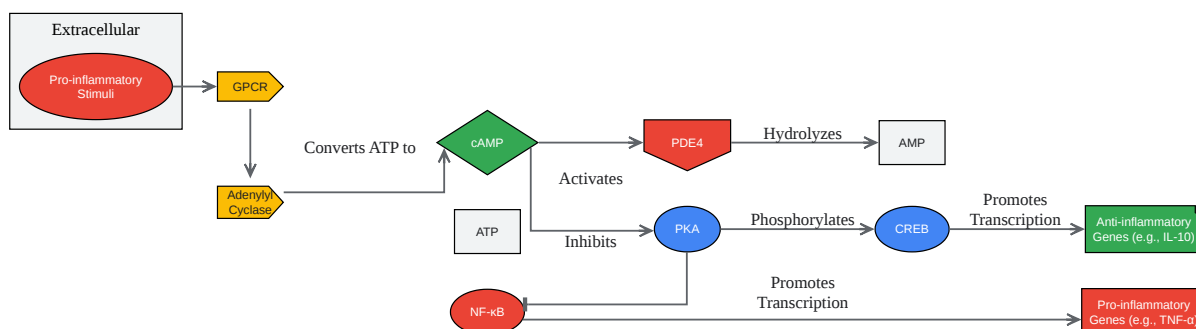 Extracellular
Pro-inflammatory
Stimuli
GPCR
Converts ATP to
Adenylyl
Cyclase
cAMP
PDE4
Hydrolyzes
AMP
Activates
ATP
Inhibits
PKA
Phosphorylates
CREB
Promotes
Transcription
Anti-inflammatory
Genes (e.g., IL-10)
NF-κB
Promotes
Transcription
Pro-inflammatory
Genes (e.g., TNF-α)